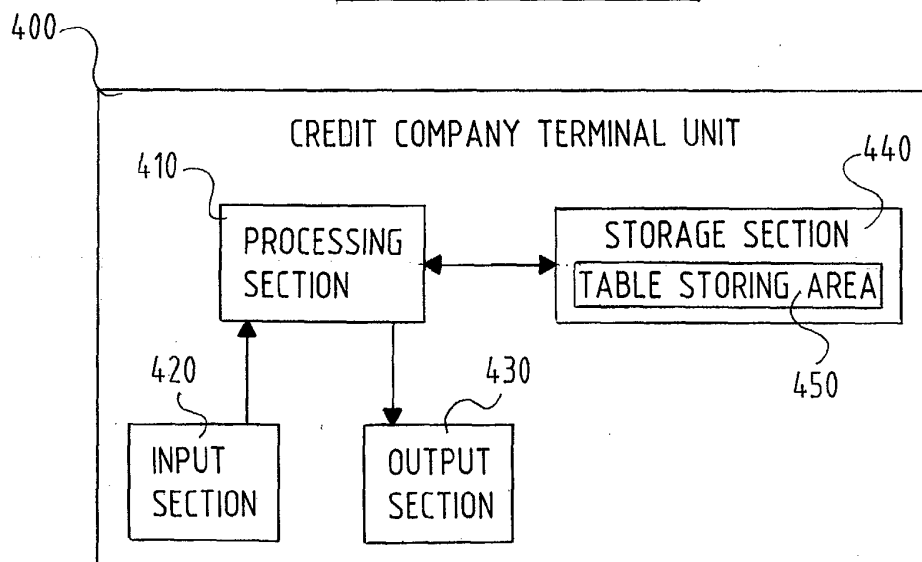 400
CREDIT COMPANY TERMINAL UNIT
410
440
PROCESSING
SECTION
STORAGE SECTION
TABLE STORING AREA
420
430
450
INPUT
SECTION
OUTPUT
SECTION